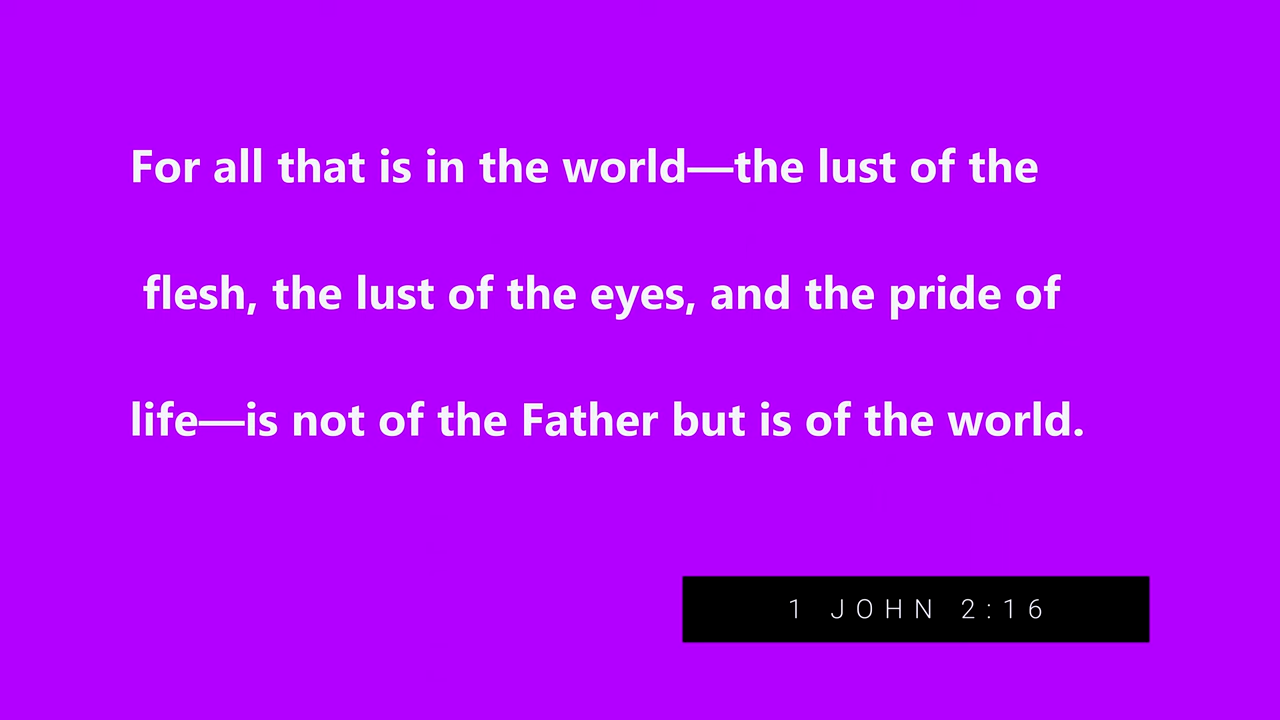 For all that is in the world—the lust of the
flesh, the lust of the eyes, and the pride of
life—is not of the Father but is of the world.
1 JOHN 2:16